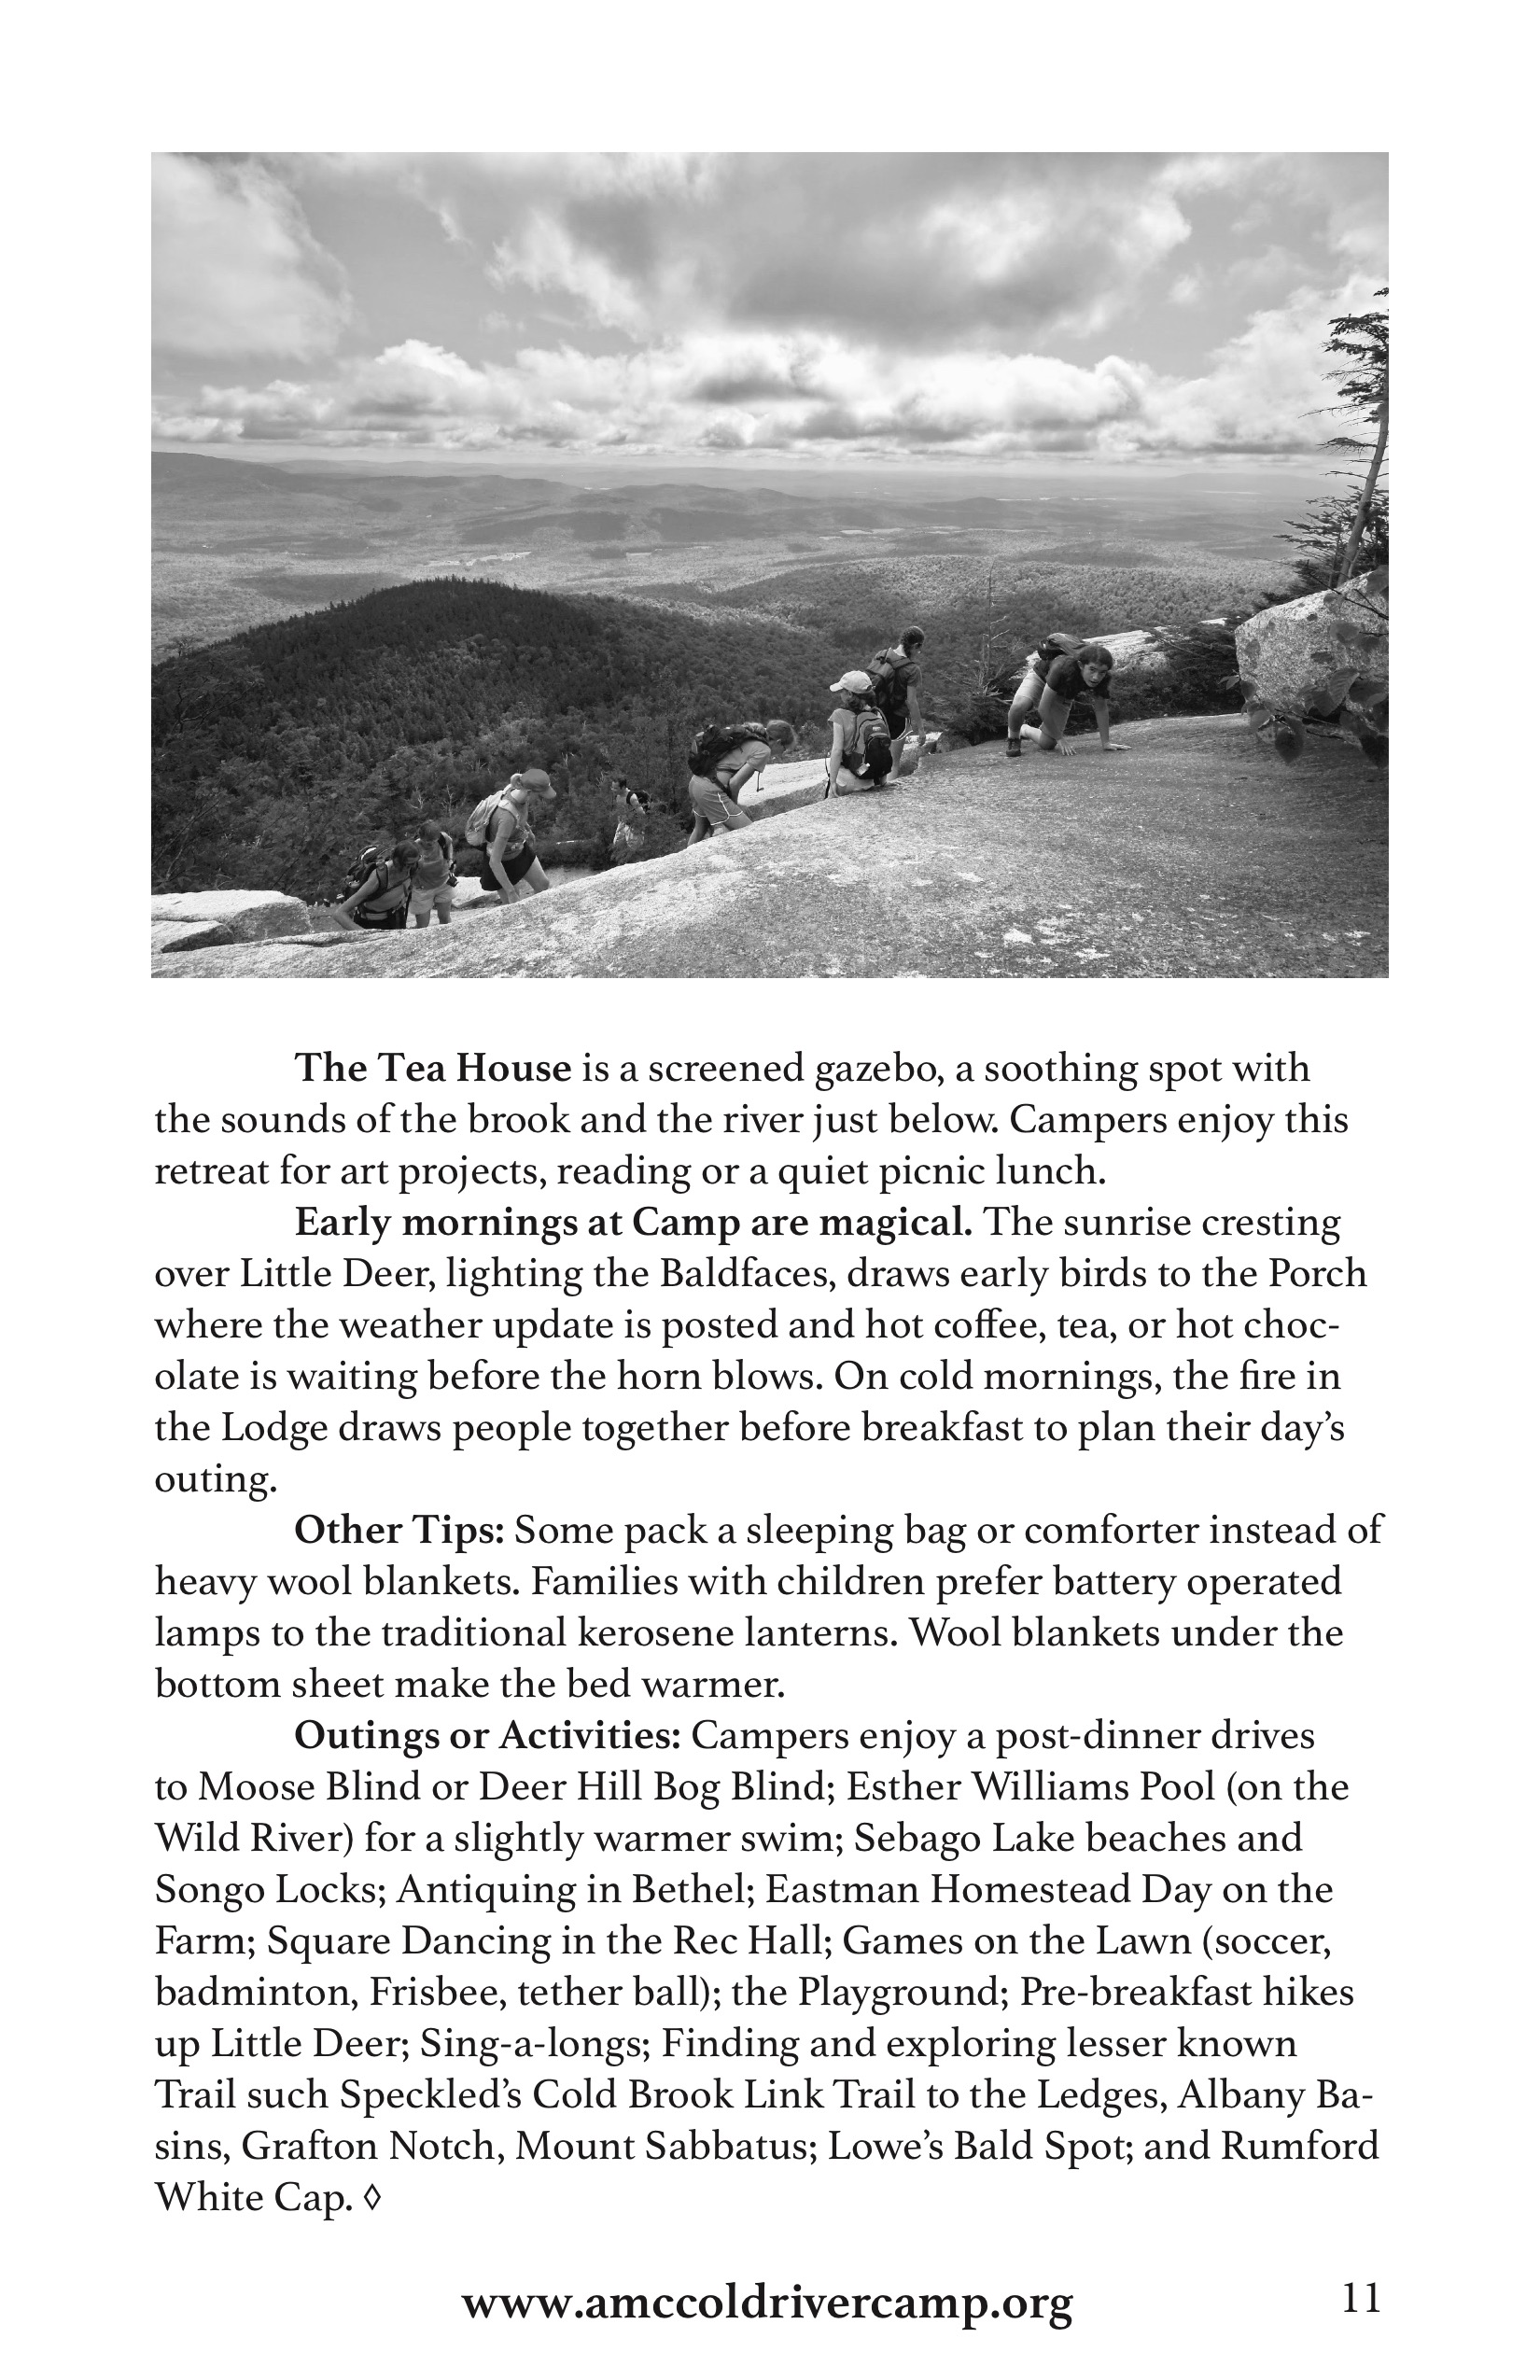 The Tea House is a screened gazebo, a soothing spot with
the sounds of the brook and the river just below. Campers enjoy this
retreat for art projects, reading or a quiet picnic lunch.
Early mornings at Camp are magical. The sunrise cresting
over Little Deer, lighting the Baldfaces, draws early birds to the Porch
where the weather update is posted and hot coffee, tea, or hot choc-
olate is waiting before the horn blows. On cold mornings, the fire in
the Lodge draws people together before breakfast to plan their day’s
outing.
Other Tips: Some pack a sleeping bag or comforter instead of
heavy wool blankets. Families with children prefer battery operated
lamps to the traditional kerosene lanterns. Wool blankets under the
bottom sheet make the bed warmer.
Outings or Activities: Campers enjoy a post-dinner drives
to Moose Blind or Deer Hill Bog Blind; Esther Williams Pool (on the
Wild River) for a slightly warmer swim; Sebago Lake beaches and
Songo Locks; Antiquing in Bethel; Eastman Homestead Day on the
Farm; Square Dancing in the Rec Hall; Games on the Lawn (soccer,
badminton, Frisbee, tether ball); the Playground; Pre-breakfast hikes
up Little Deer; Sing-a-longs; Finding and exploring lesser known
Trail such Speckled’s Cold Brook Link Trail to the Ledges, Albany Ba-
sins, Grafton Notch, Mount Sabbatus; Lowe’s Bald Spot; and Rumford
White Cap. ◊
www.amccoldrivercamp.org 11